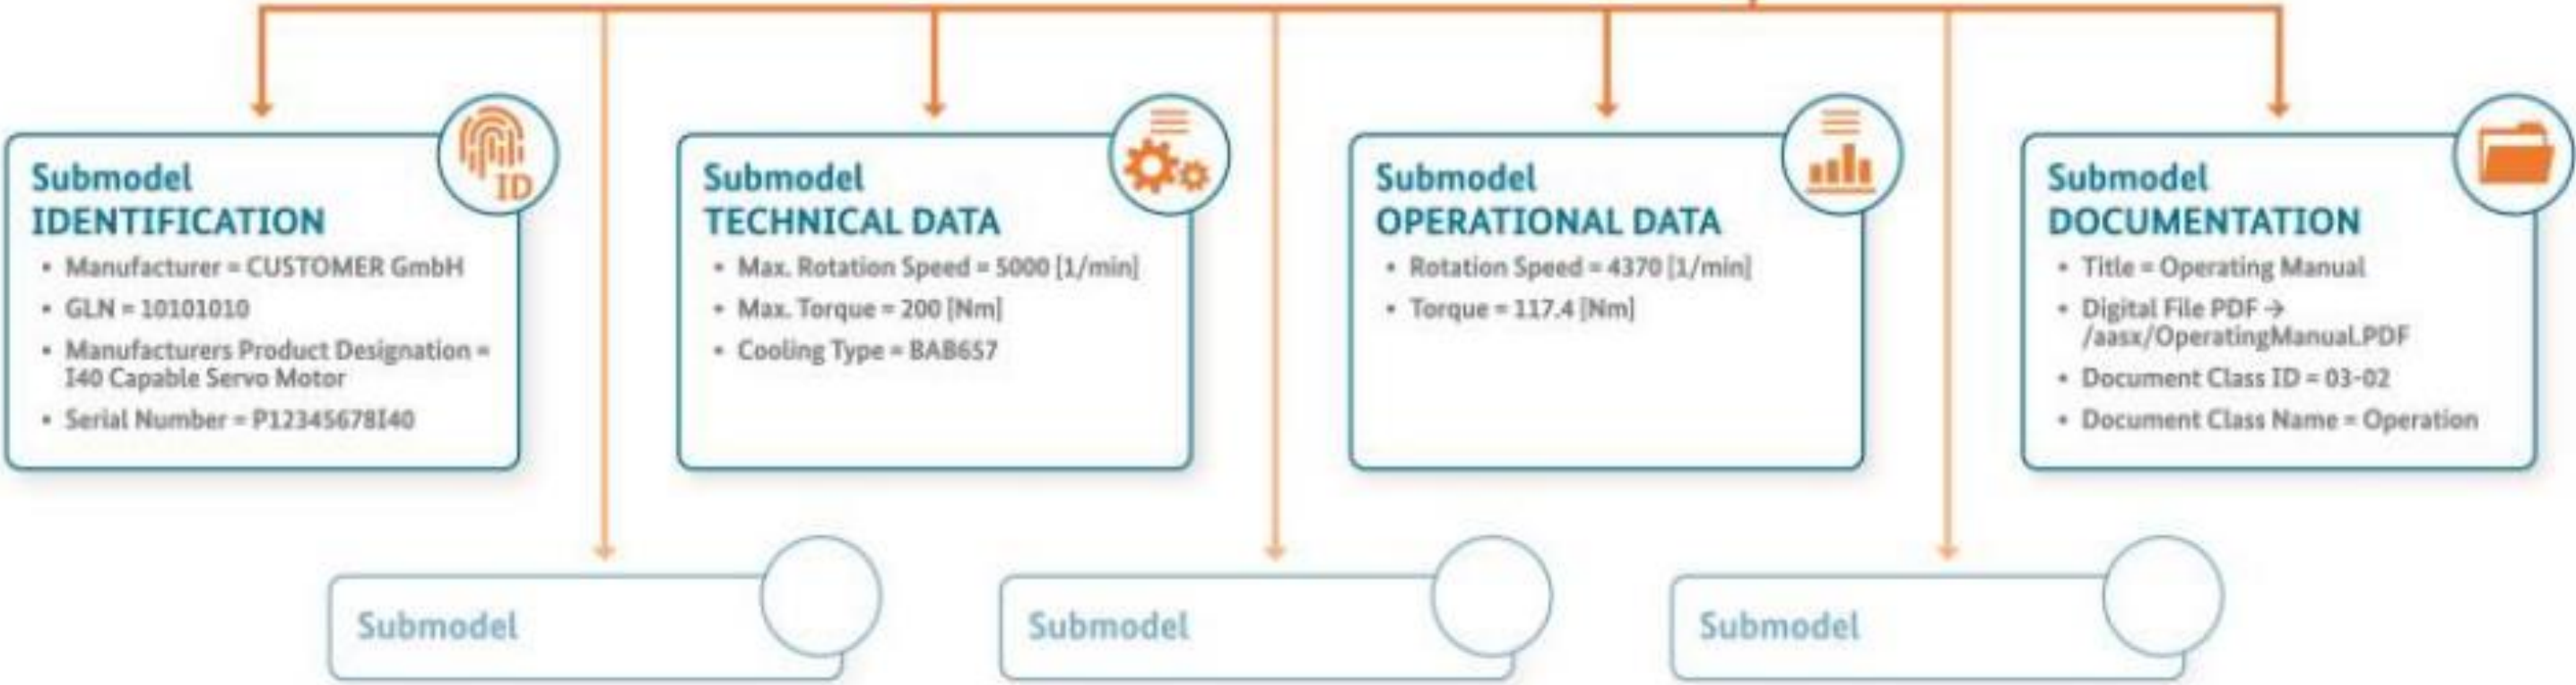 ID
Submodel
IDENTIFICATION
• Manufacturer = CUSTOMER GmbH
• GLN = 10101010
• Manufacturers Product Designation =
I40 Capable Servo Motor
• Serial Number = P12345678I40
Submodel
TECHNICAL DATA
• Max. Rotation Speed = 5000 [1/min]
• Max. Torque = 200 [Nm]
• Cooling Type = BAB657
Submodel
OPERATIONAL DATA
• Rotation Speed = 4370 [1/min]
• Torque = 117.4 [Nm]
Submodel
DOCUMENTATION
• Title = Operating Manual
• Digital File PDF →
/aasx/OperatingManual.PDF
• Document Class ID = 03-02
• Document Class Name = Operation
Submodel
Submodel
Submodel